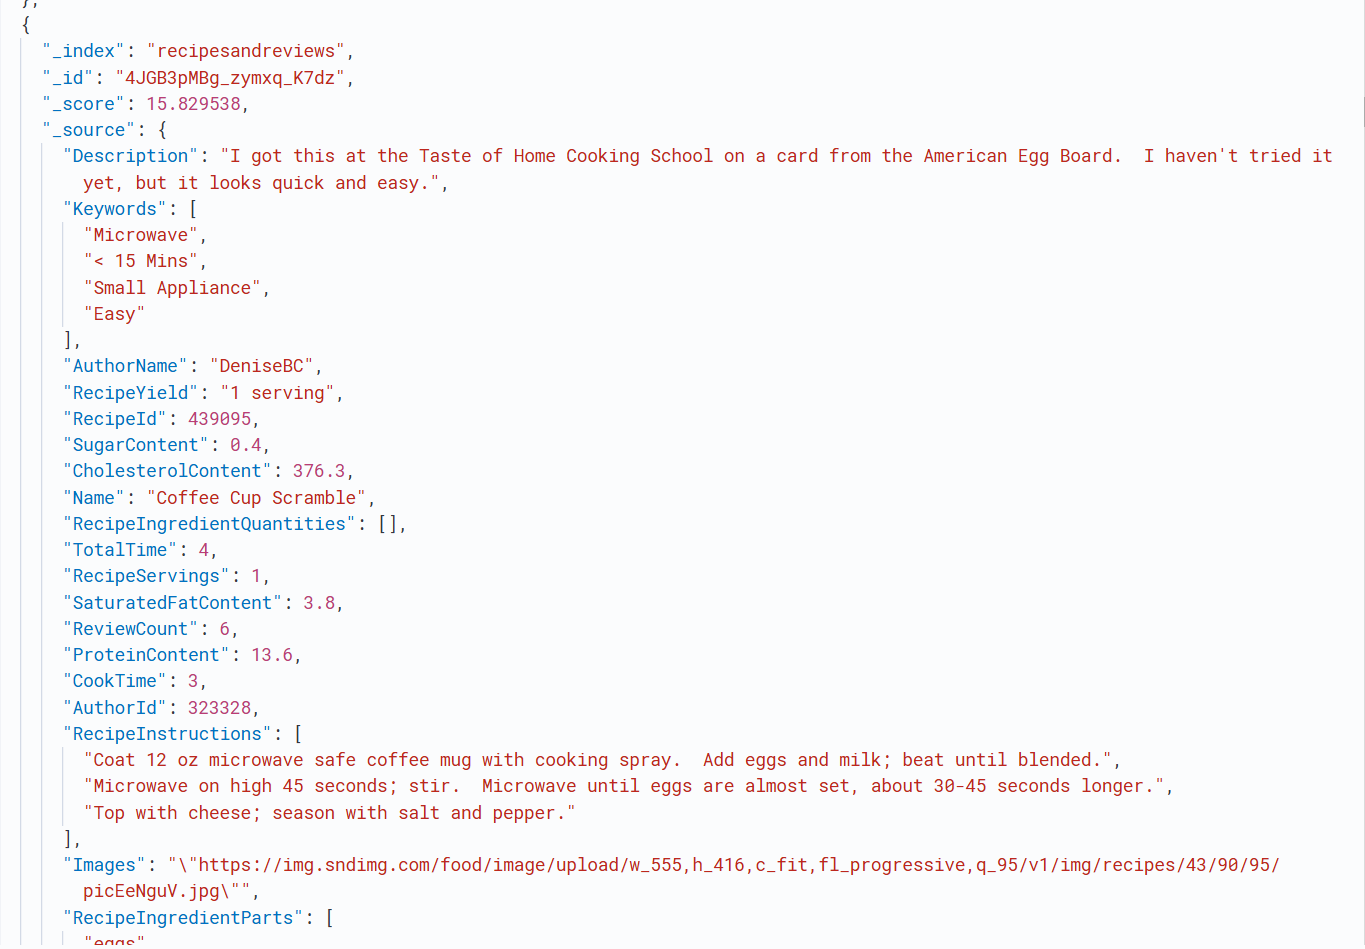 },
{
"_index": "recipesandreviews",
"_id": "4JGB3pMBg_zymxq_K7dz",
"_score": 15.829538,
"_source": {
"Description": "I got this at the Taste of Home Cooking School on a card from the American Egg Board.  I haven't tried it
yet, but it looks quick and easy.",
"Keywords": [
"Microwave",
"< 15 Mins",
"Small Appliance",
"Easy"
],
"AuthorName": "DeniseBC",
"RecipeYield": "1 serving",
"RecipeId": 439095,
"SugarContent": 0.4,
"CholesterolContent": 376.3,
"Name": "Coffee Cup Scramble",
"RecipeIngredientQuantities": [],
"TotalTime": 4,
"RecipeServings": 1,
"SaturatedFatContent": 3.8,
"ReviewCount": 6,
"ProteinContent": 13.6,
"CookTime": 3,
"AuthorId": 323328,
"RecipeInstructions": [
"Coat 12 oz microwave safe coffee mug with cooking spray.  Add eggs and milk; beat until blended.",
"Microwave on high 45 seconds; stir.  Microwave until eggs are almost set, about 30-45 seconds longer.",
"Top with cheese; season with salt and pepper."
],
"Images": "\"https://img.sndimg.com/food/image/upload/w_555,h_416,c_fit,fl_progressive,q_95/v1/img/recipes/43/90/95/
picEeNguV.jpg\"",
"RecipeIngredientParts": [
"eggs"